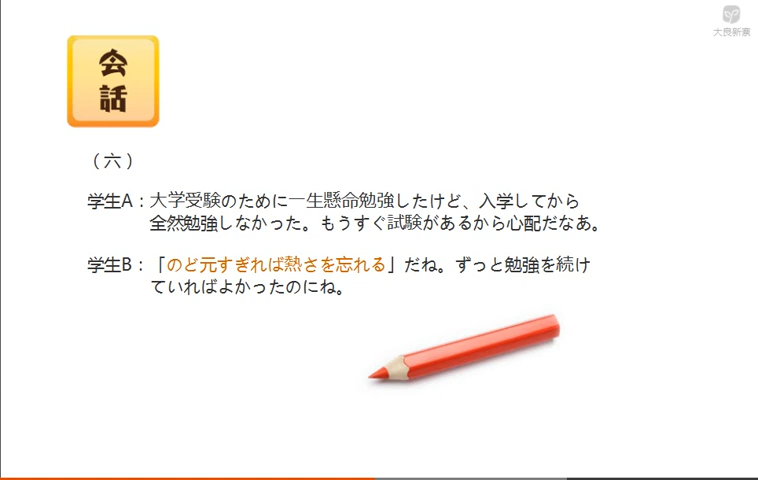 大良新寨
会
話
（六）
学生A：大学受験のために一生懸命勉強したけど、入学してから
全然勉強しなかった。もうすぐ試験があるから心配だなあ。
学生B：「のど元すぎれば熱さを忘れる」だね。ずっと勉強を続け
ていればよかったのにね。